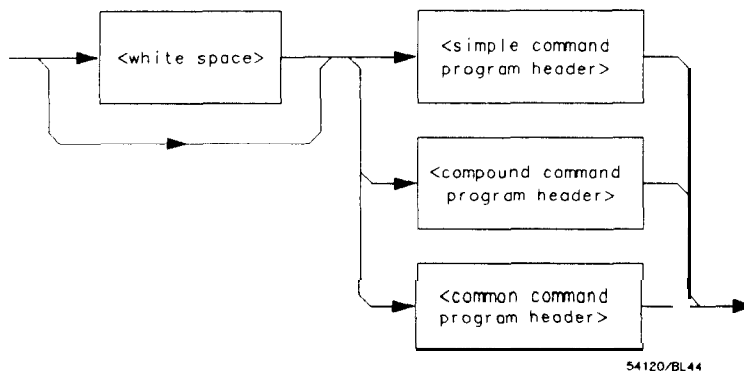 <white space>
<simple command
program header>
<compound command
program header>
<common command
program header>
54120/BL44